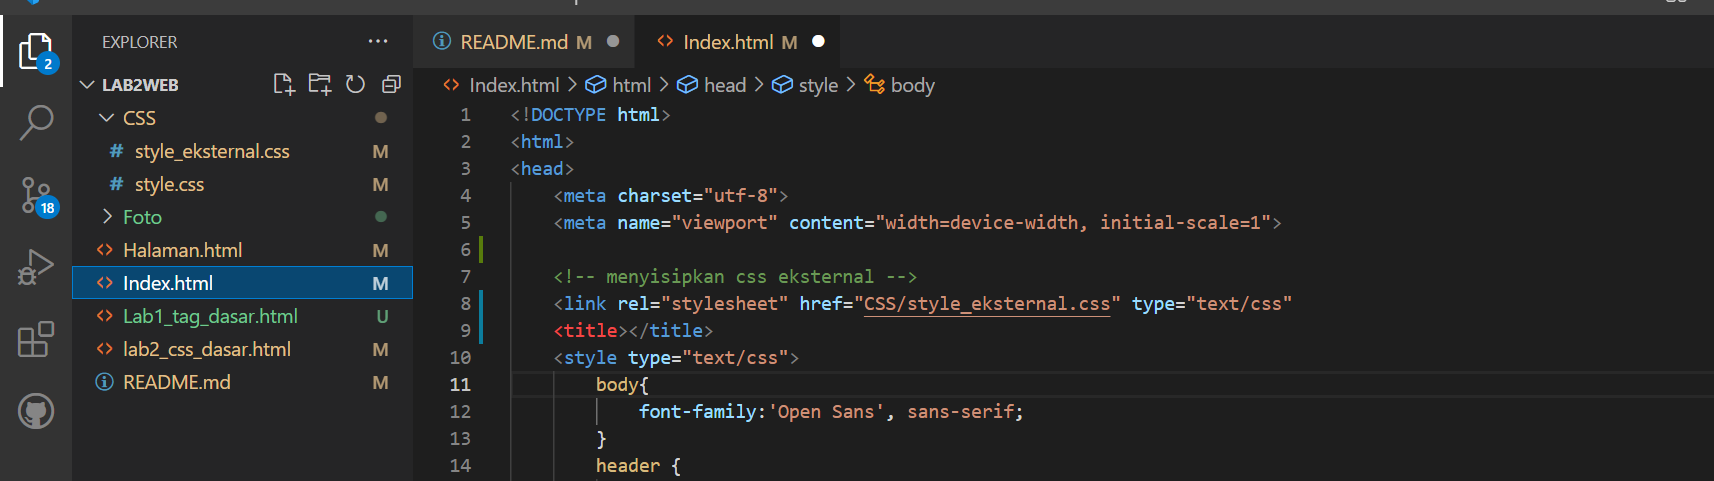 EXPLORER ...
LAB2WEB
CSS
# style_eksternal.css M
# style.css M
Foto
<> Halaman.html M
<> Index.html M
<> Lab1_tag_dasar.html U
<> lab2_css_dasar.html M
README.md M
2
18
README.md M
<> Index.html M
<> Index.html > html > head > style > body
1 <!DOCTYPE html>
2 <html>
3 <head>
4 <meta charset="utf-8">
5 <meta name="viewport" content="width=device-width, initial-scale=1">
6
7 <!-- menyisipkan css eksternal -->
8 <link rel="stylesheet" href="CSS/style_eksternal.css" type="text/css"
9 <title></title>
10 <style type="text/css">
11 body{
12 font-family:'Open Sans', sans-serif;
13 }
14 header {